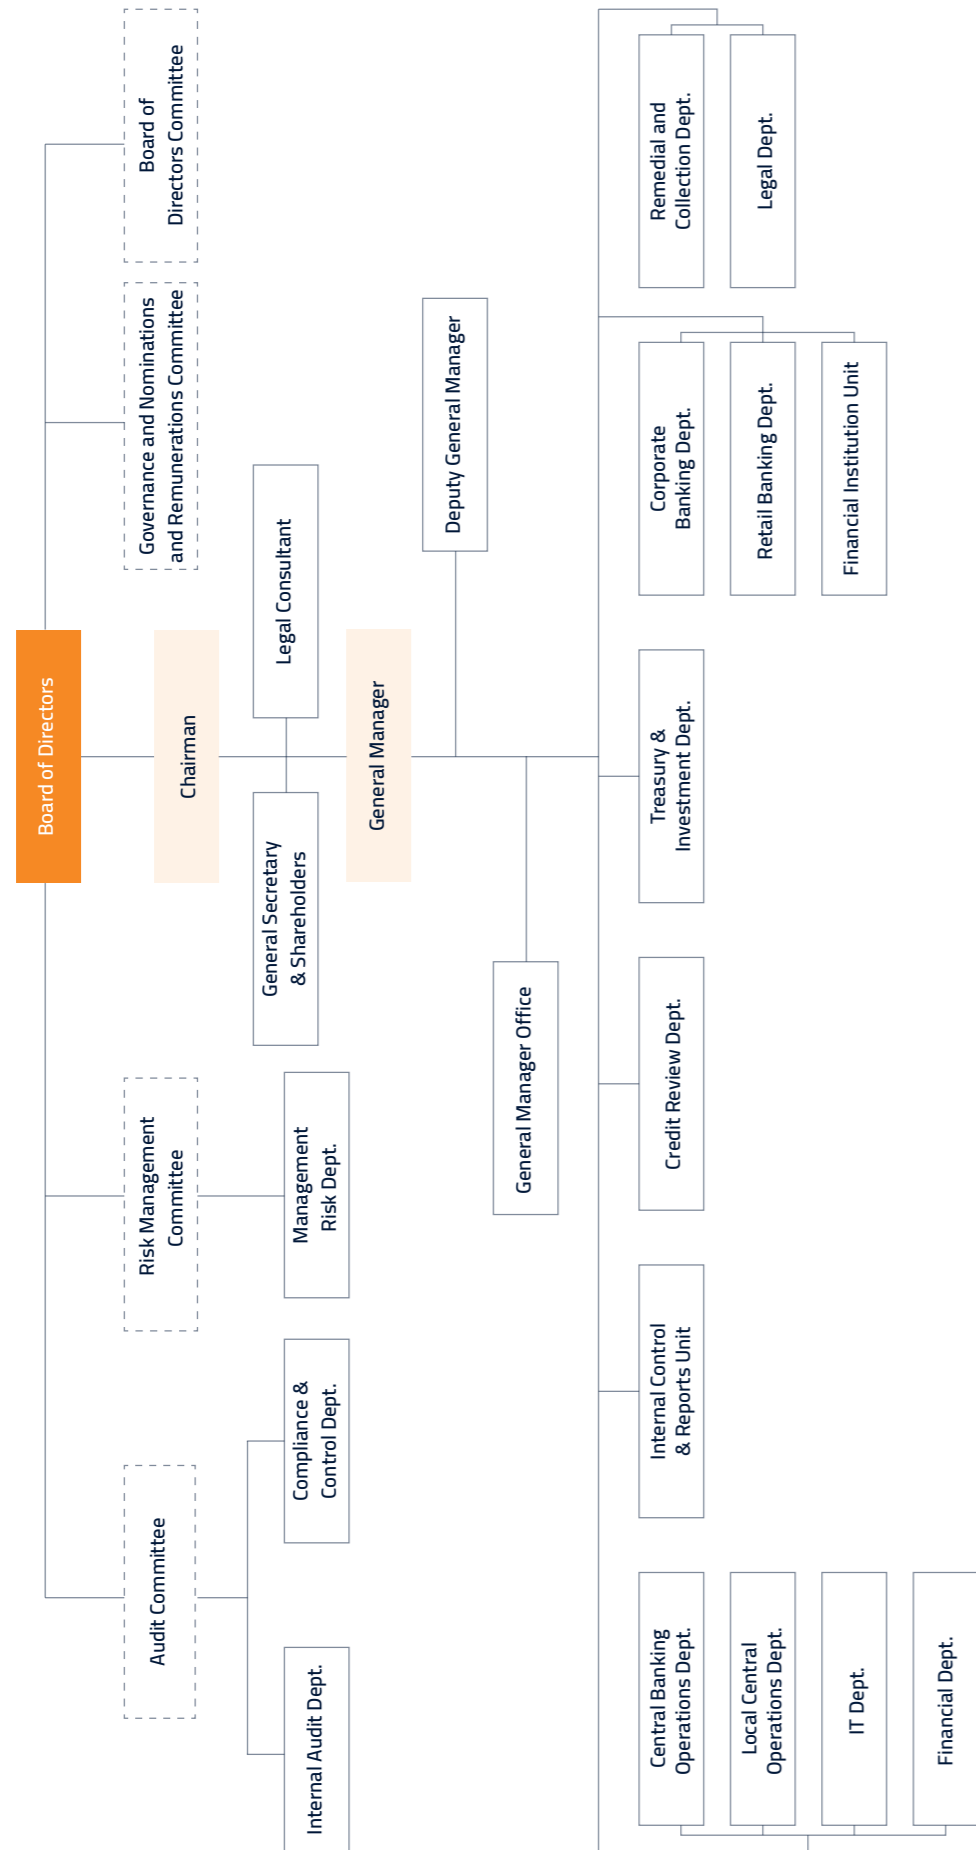 Board of Directors
Audit Committee
Risk Management
Committee
Governance and Nominations
and Remunerations Committee
Board of
Directors Committee
Chairman
General Secretary
& Shareholders
Legal Consultant
Internal Audit Dept.
Compliance &
Control Dept.
Management
Risk Dept.
General Manager
Deputy General Manager
General Manager Office
Central Banking
Operations Dept.
Local Central
Operations Dept.
IT Dept.
Financial Dept.
Internal Control
& Reports Unit
Credit Review Dept.
Treasury &
Investment Dept.
Corporate
Banking Dept.
Retail Banking Dept.
Financial Institution Unit
Remedial and
Collection Dept.
Legal Dept.